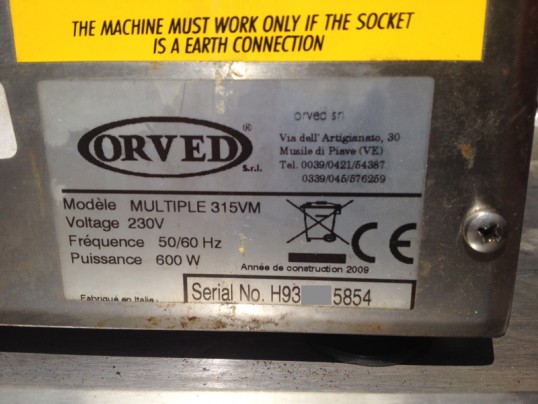 THE MACHINE MUST WORK ONLY IF THE SOCKET
IS A EARTH CONNECTION
ORVED®
S.r.l.
orved srl
Via dell' Artigianato, 30
Musile di Piave (VE)
Tel. 0039/0421/54387
0339/045/576259
Modèle MULTIPLE 315VM
Voltage 230V
Fréquence 50/60 Hz
Puissance 600 W
CE
Année de construction 2009
Fabriqué en Italie
Serial No. H93 5854